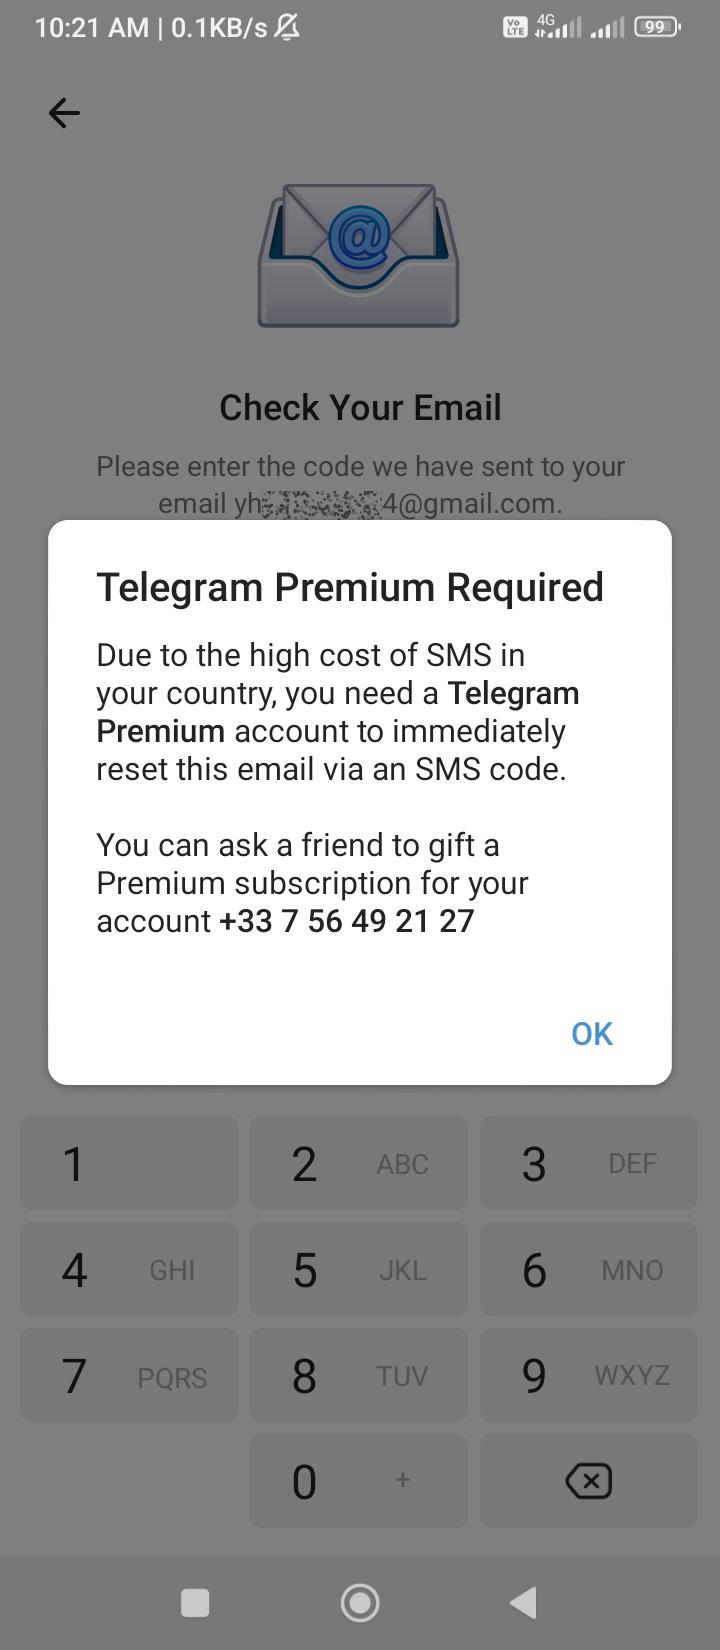 10:21 AM | 0.1KB/s
Vo LTE 4G 99
@
Check Your Email
Please enter the code we have sent to your
email yh 4@gmail.com.
Telegram Premium Required
Due to the high cost of SMS in
your country, you need a Telegram
Premium account to immediately
reset this email via an SMS code.
You can ask a friend to gift a
Premium subscription for your
account +33 7 56 49 21 27
OK
1 2 ABC 3 DEF
4 GHI 5 JKL 6 MNO
7 PQRS 8 TUV 9 WXYZ
0 +